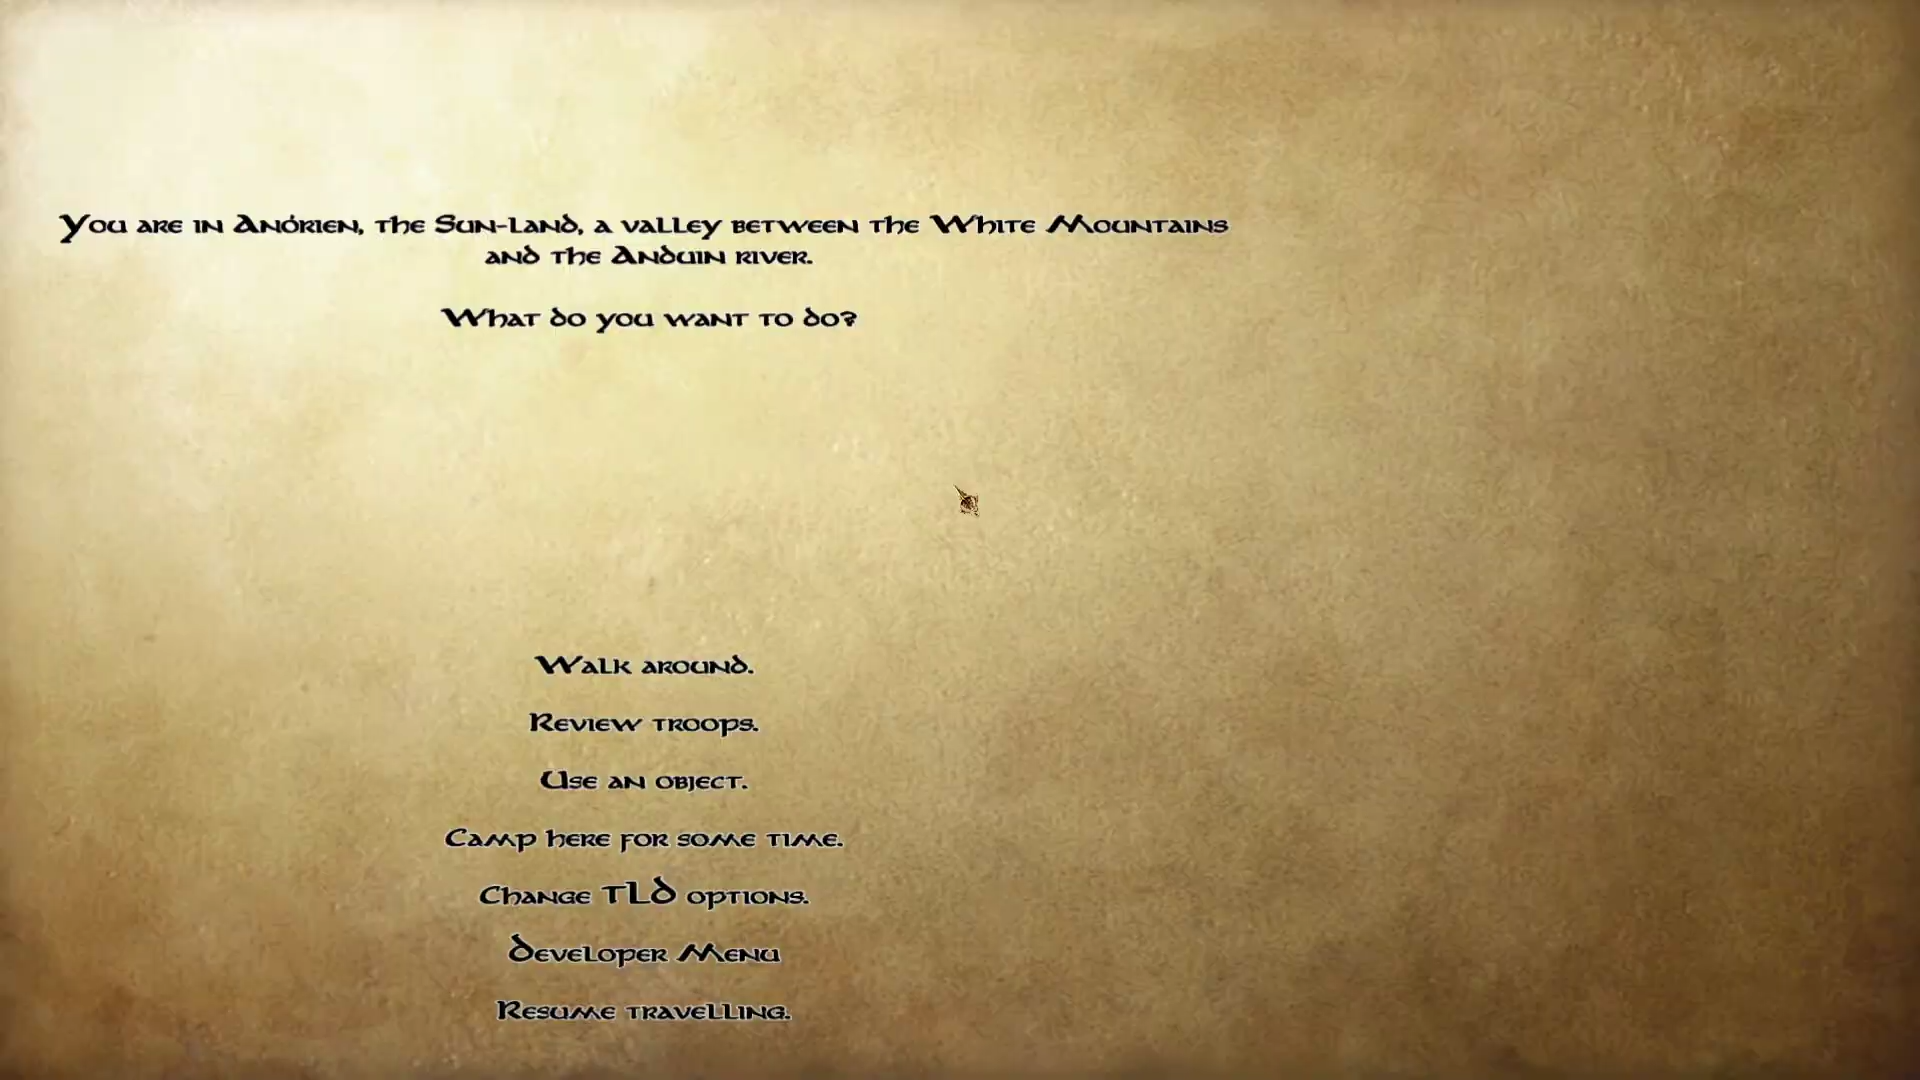 You are in Anórien, the Sun-Land, a valley between the White Mountains
and the Anduin river.
What do you want to do?
Walk around.
Review troops.
Use an object.
Camp here for some time.
Change TLD options.
Developer Menu
Resume travelling.